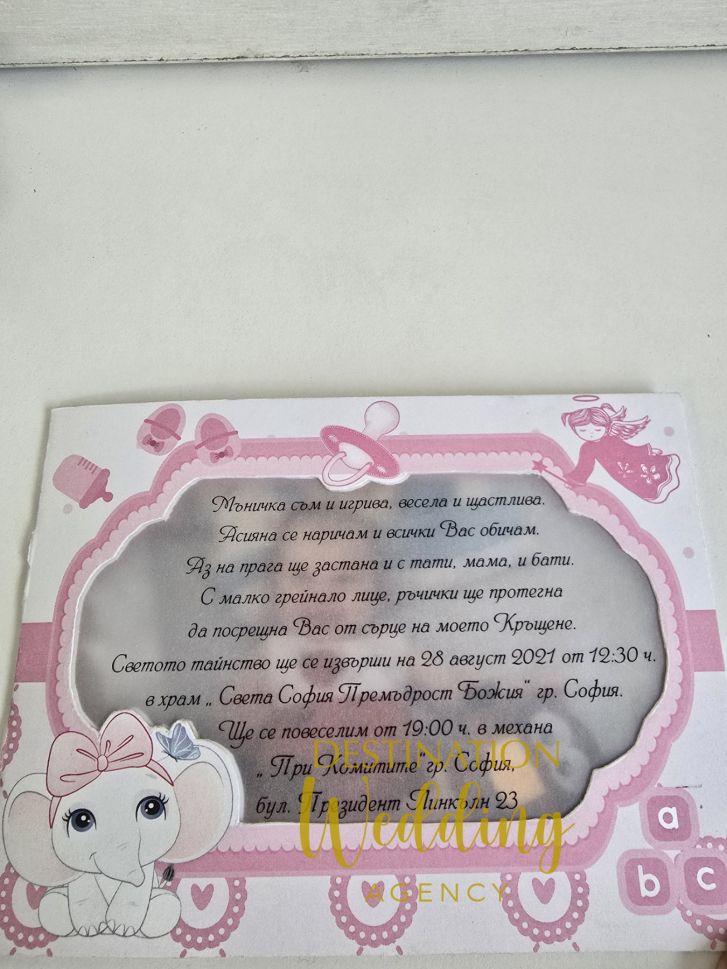 Мъничка съм и игрива, весела и щастлива.
Асияна се наричам и всички Вас обичам.
Аз на прага ще застана и с тати, мама, и бати.
С малко грейнало лице, ръчички ще протегна
да посрещна Вас от сърце на моето Кръщене.
Светото тайнство ще се извърши на 28 август 2021 от 12:30 ч.
в храм „ Света София Премъдрост Божия“ гр. София.
Ще се повеселим от 19:00 ч. в механа
„ При Комитите“ гр. София,
бул. Президент Линкълн 23
DESTINATION
Wedding
AGENCY
a
b c